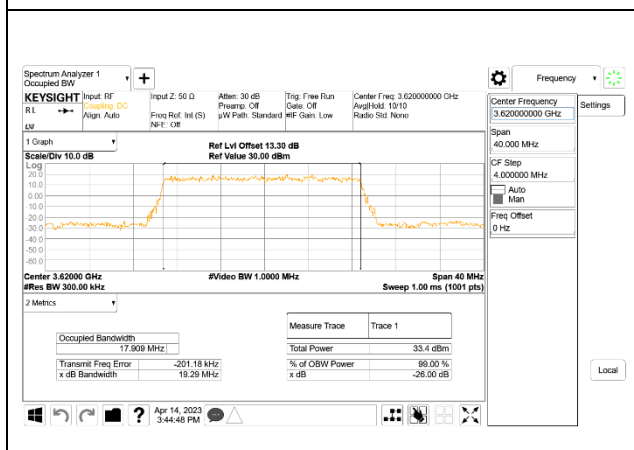 Spectrum Analyzer 1
Occupied BW
KEYSIGHT
R L
Input: RF
Coupling: DC
Align: Auto
Input Z: 50 Ω
Freq Ref: Int (S)
NFE: Off
Atten: 30 dB
Preamp: Off
µW Path: Standard
Trig: Free Run
Gate: Off
#IF Gain: Low
Center Freq: 3.620000000 GHz
Avg|Hold: 10/10
Radio Std: None
1 Graph
Scale/Div 10.0 dB
Ref Lvl Offset 13.30 dB
Ref Value 30.00 dBm
Log
20.0
10.0
0.00
-10.0
-20.0
-30.0
-40.0
-50.0
-60.0
Center 3.62000 GHz
#Res BW 300.00 kHz
#Video BW 1.0000 MHz
Span 40 MHz
Sweep 1.00 ms (1001 pts)
2 Metrics
Occupied Bandwidth
17.909 MHz
Transmit Freq Error -201.18 kHz
x dB Bandwidth 19.29 MHz
Measure Trace Trace 1
Total Power 33.4 dBm
% of OBW Power 99.00 %
x dB -26.00 dB
Apr 14, 2023
3:44:48 PM
Frequency
Center Frequency
3.620000000 GHz
Settings
Span
40.000 MHz
CF Step
4.000000 MHz
Auto
Man
Freq Offset
0 Hz
Local